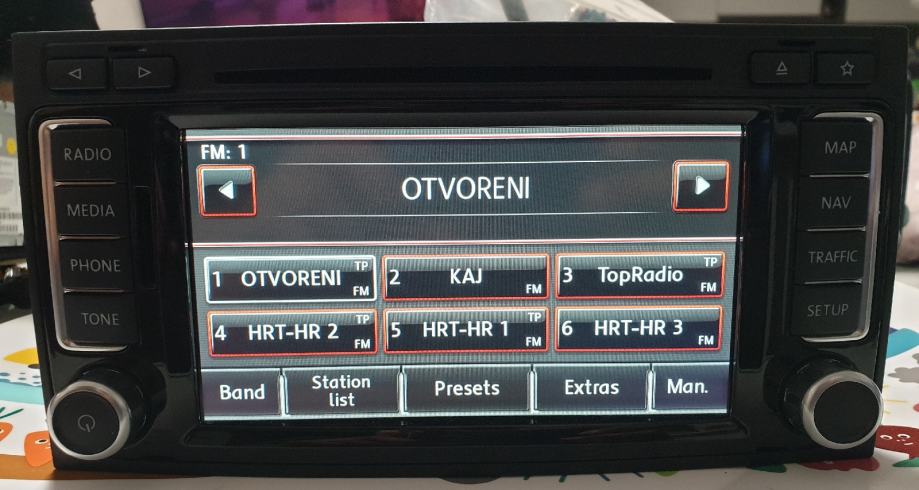 RADIO
MEDIA
PHONE
TONE
FM: 1
OTVORENI
1 OTVORENI TP FM
2 KAJ FM
3 TopRadio TP FM
4 HRT-HR 2 FM
5 HRT-HR 1 TP FM
6 HRT-HR 3 FM
Band
Station
list
Presets
Extras
Man.
MAP
NAV
TRAFFIC
SETUP